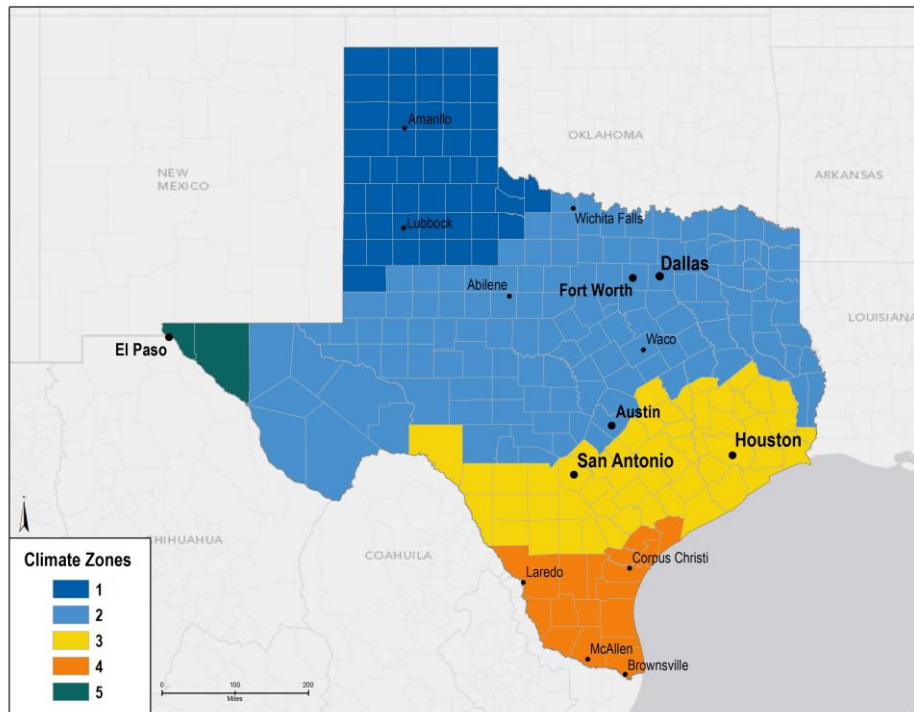 OKLAHOMA
ARKANSAS
NEW
MEXICO
LOUISIANA
Amarillo
Lubbock
Wichita Falls
Dallas
Fort Worth
Abilene
Waco
El Paso
Austin
Houston
San Antonio
CHIHUAHUA
COAHUILA
Corpus Christi
Laredo
McAllen
Brownsville
Climate Zones
1
2
3
4
5
0 100 200
Miles